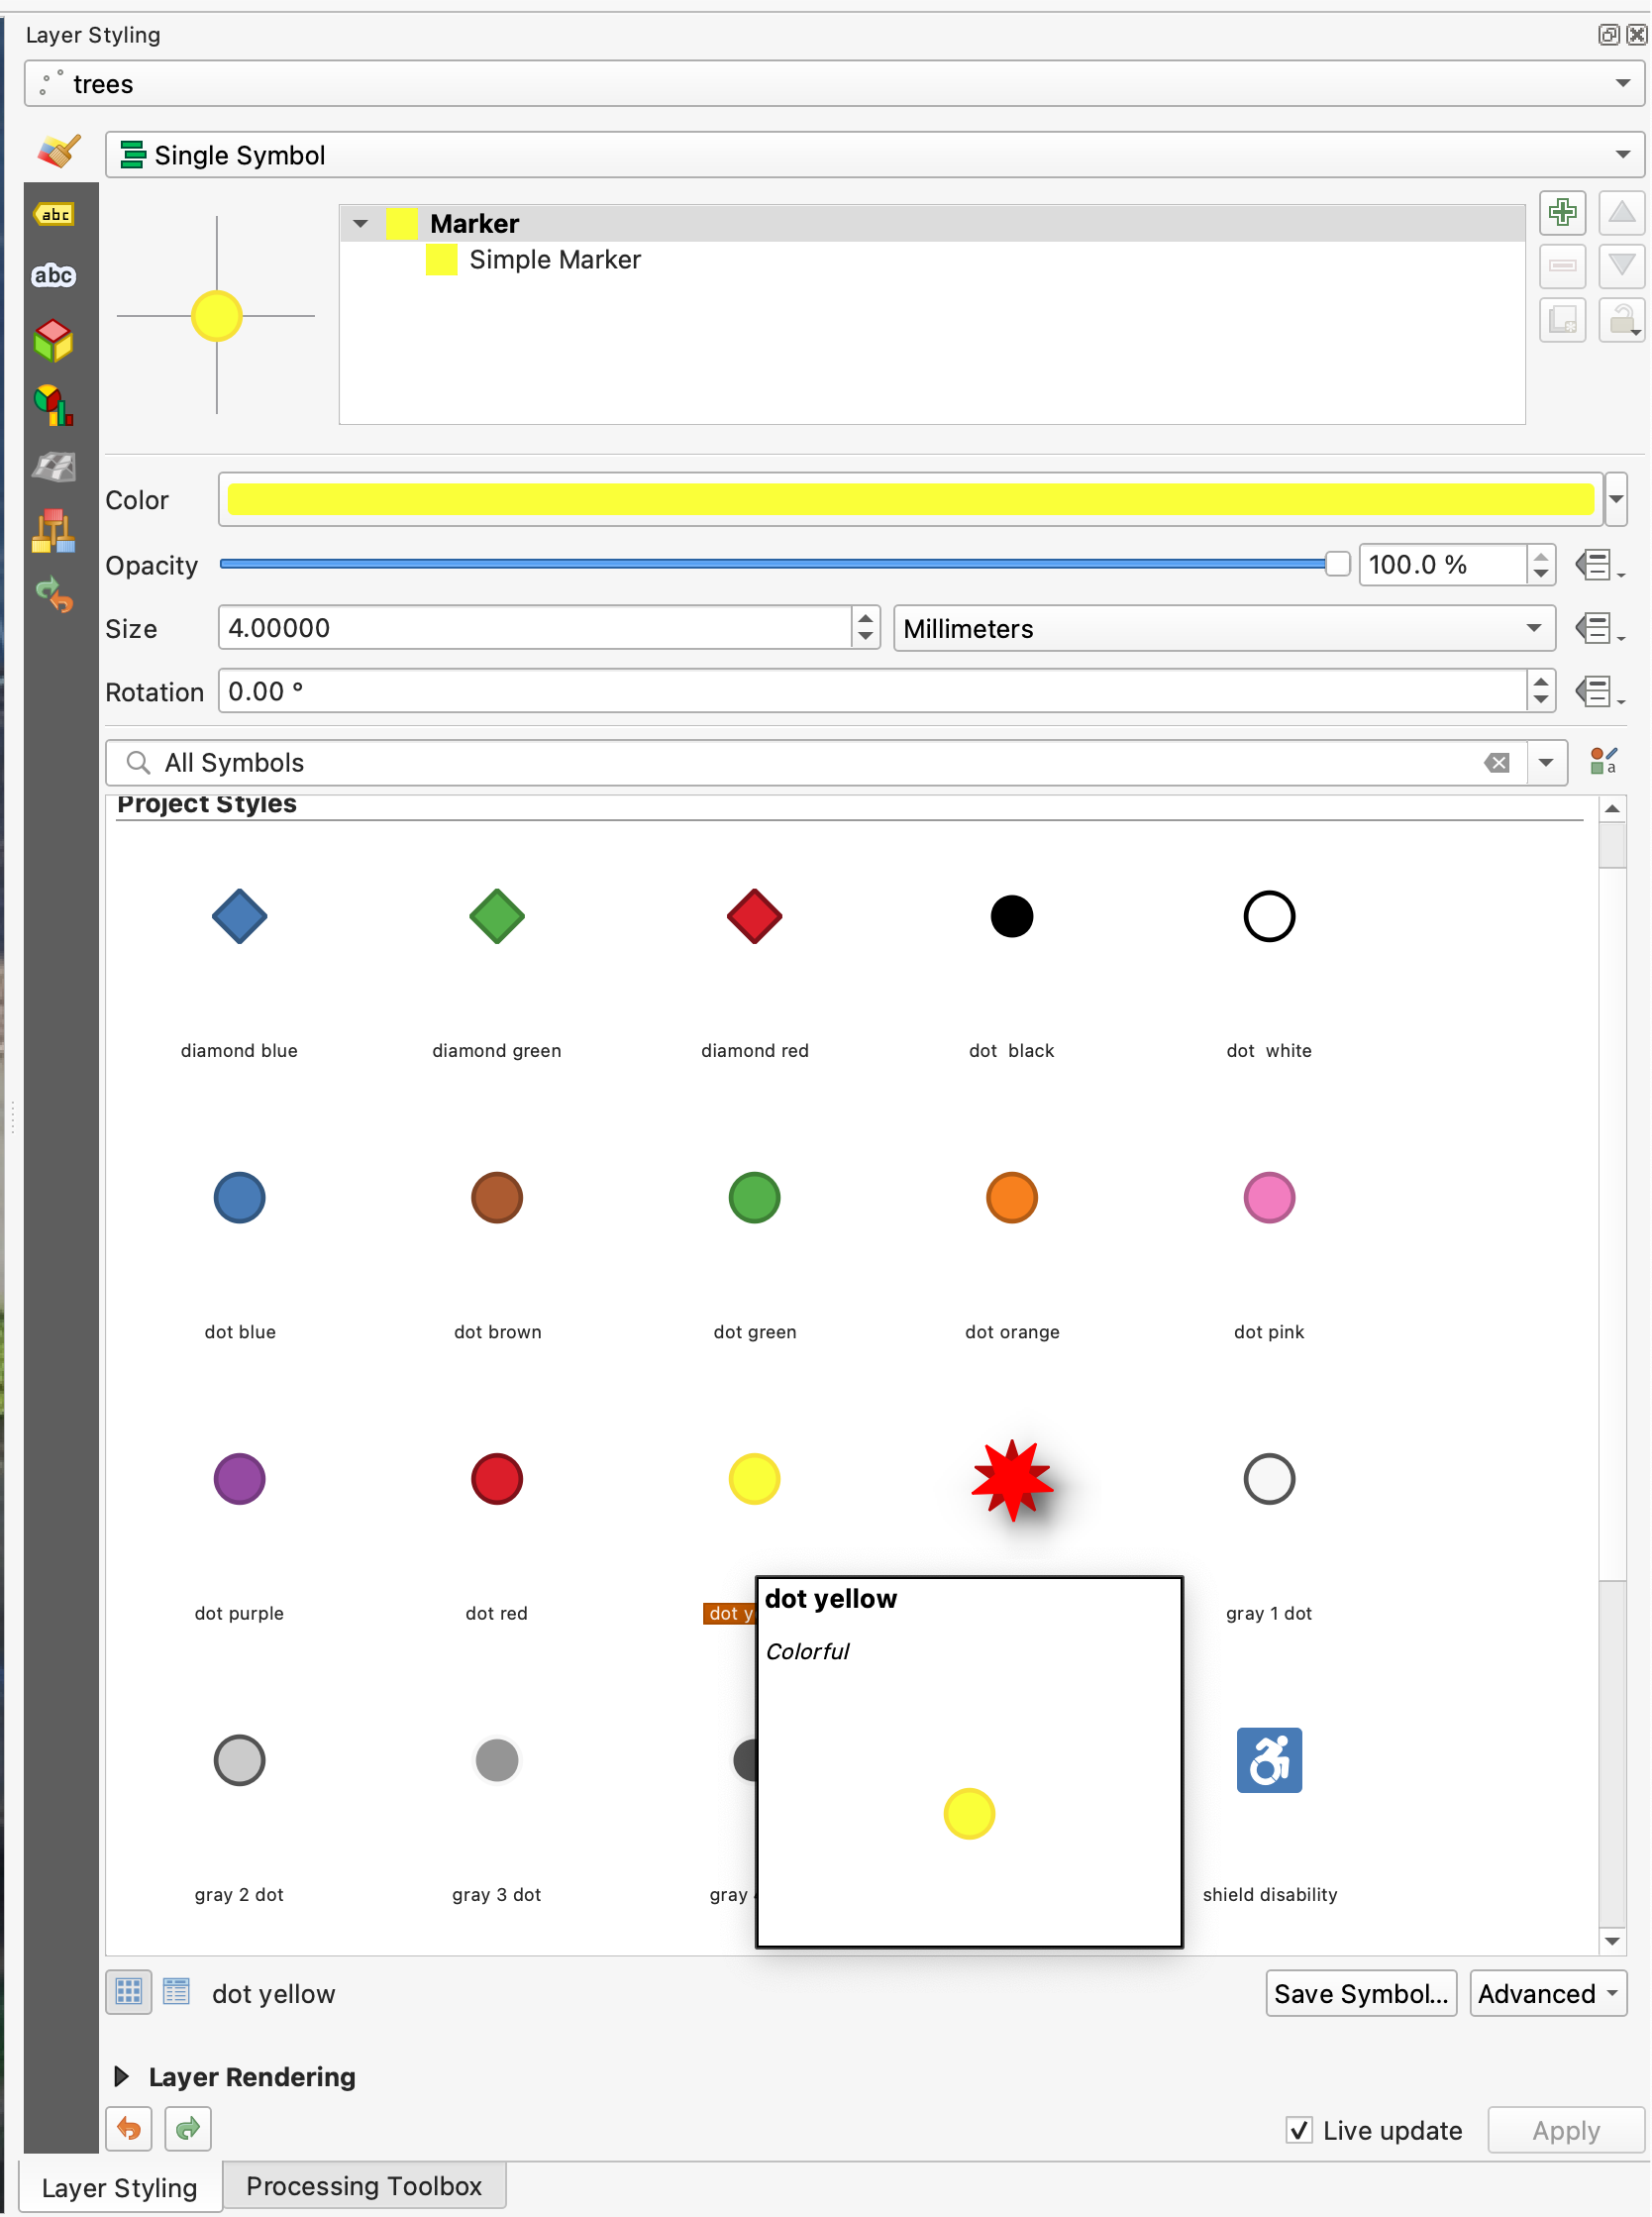 Layer Styling
trees
Single Symbol
abc
Marker
abc
Simple Marker
Color
Opacity 100.0 %
Size 4.00000 Millimeters
Rotation 0.00 °
All Symbols
a
Project Styles
diamond blue diamond green diamond red dot  black dot  white
dot blue dot brown dot green dot orange dot pink
dot purple dot red dot y gray 1 dot
dot yellow
Colorful
gray 2 dot gray 3 dot gray shield disability
dot yellow Save Symbol... Advanced
Layer Rendering
Live update Apply
Layer Styling Processing Toolbox